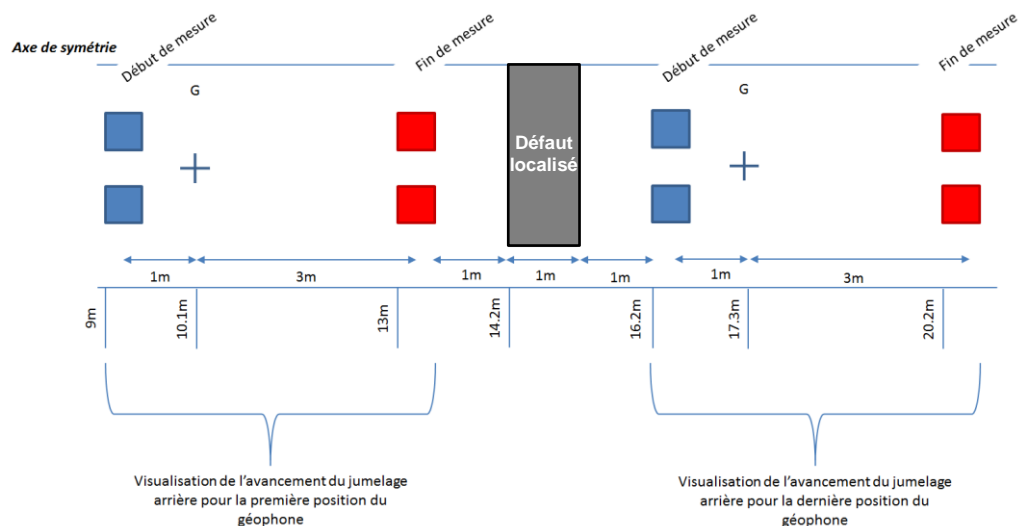 Axe de symétrie
Début de mesure
Fin de mesure
Début de mesure
Fin de mesure
G
G
Défaut
localisé
1m
3m
1m
1m
1m
1m
3m
9m
10.1m
13m
14.2m
16.2m
17.3m
20.2m
Visualisation de l'avancement du jumelage
arrière pour la première position du
géophone
Visualisation de l'avancement du jumelage
arrière pour la dernière position du
géophone